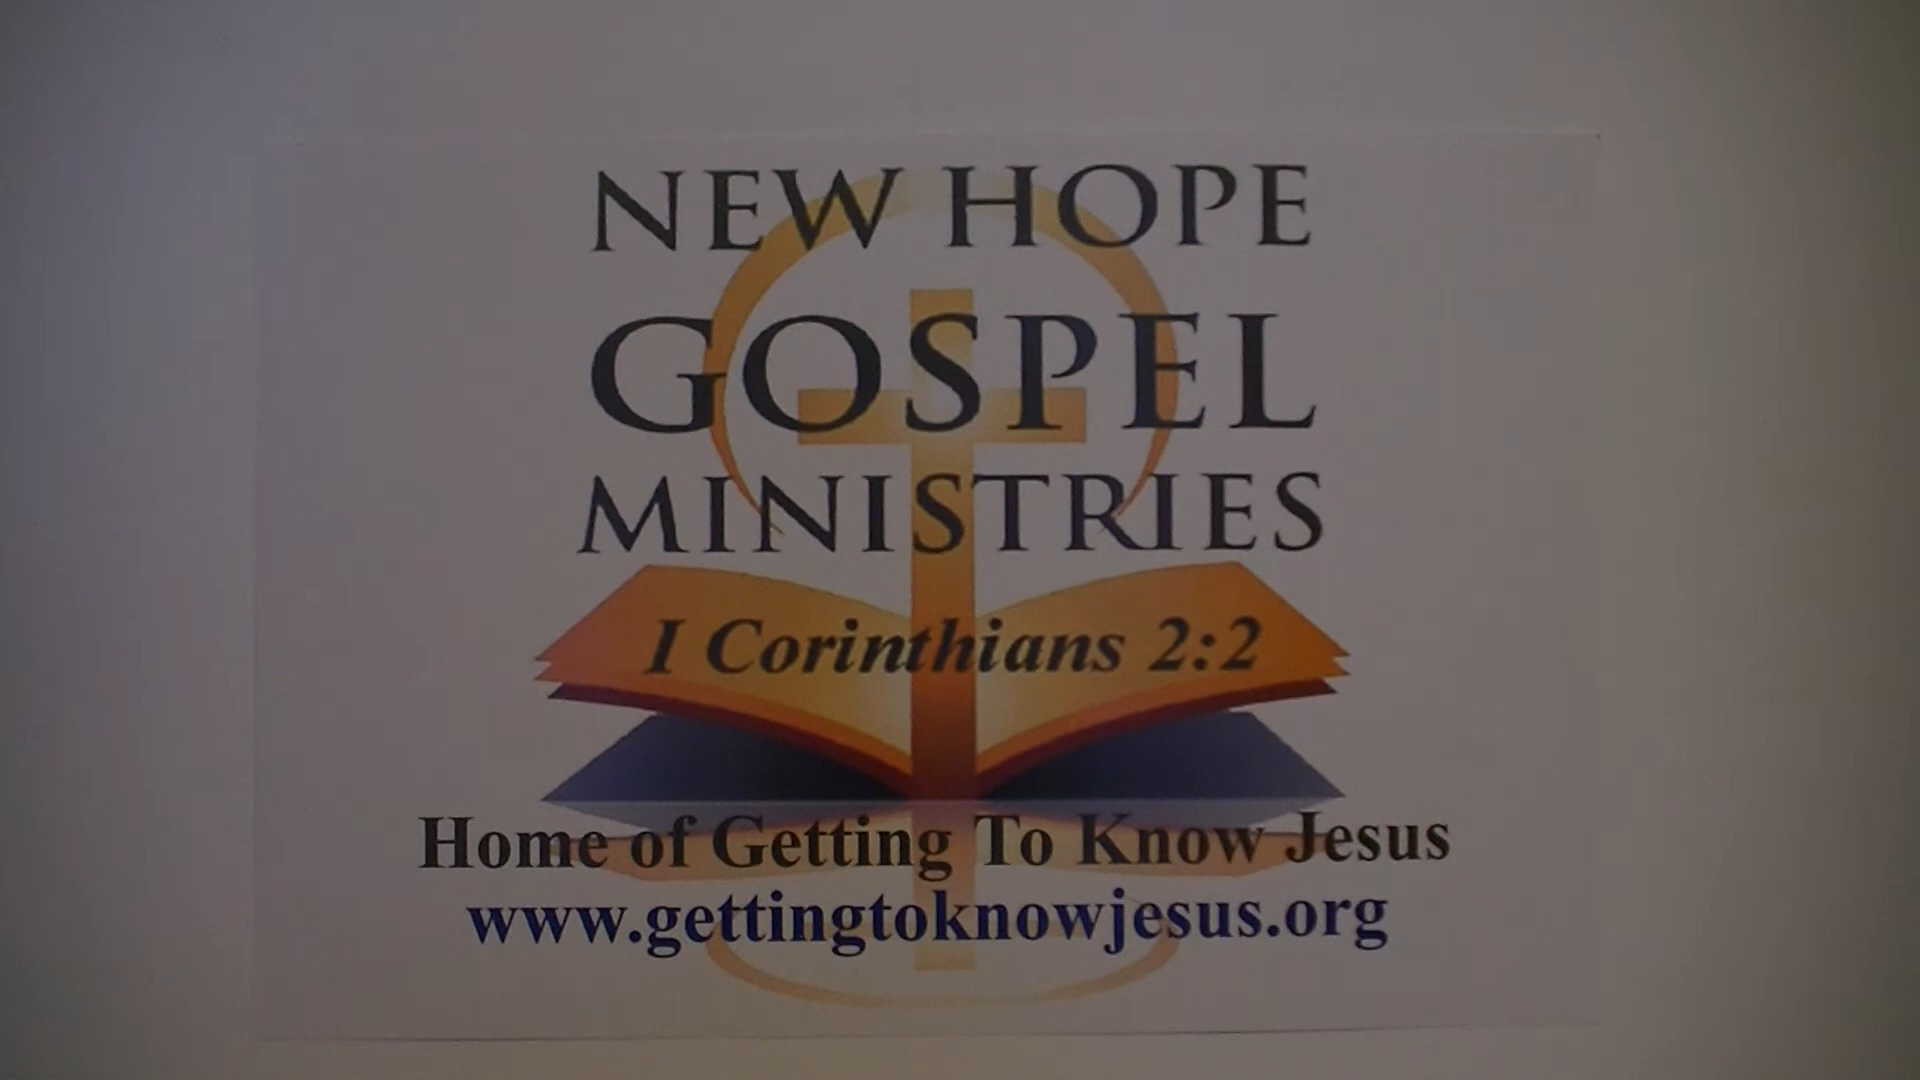 NEW HOPE
GOSPEL
MINISTRIES
I Corinthians 2:2
Home of Getting To Know Jesus
www.gettingtoknowjesus.org